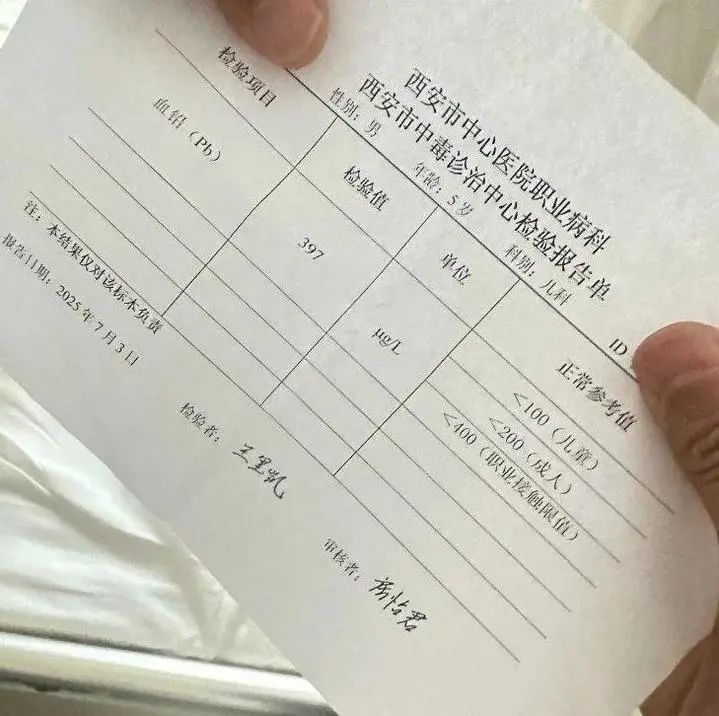 西安市中心医院职业病科
西安市中毒诊治中心检验报告单
性别：男 年龄：5岁 科别：儿科 ID
检验项目 检验值 单位 正常参考值
血铅（Pb） 397 μg/L <100（儿童）
<200（成人）
<400（职业接触限值）
注：本结果仅对该标本负责
报告日期：2025年7月3日 检验者： 审核者：